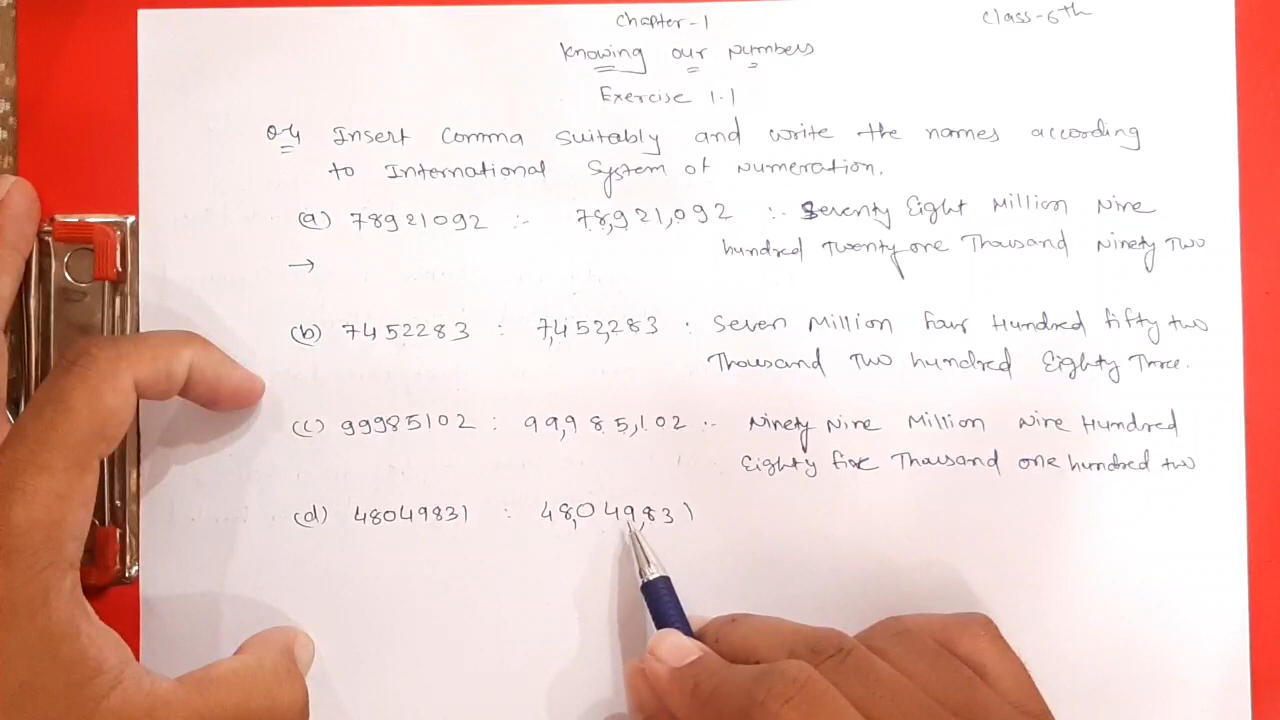 Chapter-1
Class-6th
Knowing our Numbers
Exercise 1.1
Q-4 Insert Comma suitably and write the names according
to International System of Numeration.
(a) 78921092 :- 78,921,092 :- Seventy Eight Million Nine
hundred Twenty one Thousand Ninety Two
→
(b) 7452283 : 7,452,283 : Seven Million Four Hundred fifty two
Thousand Two hundred Eighty Three.
(c) 99985102 : 99,985,102 :- Ninety Nine Million Nine Hundred
Eighty five Thousand one hundred two
(d) 48049831 : 48,049,831